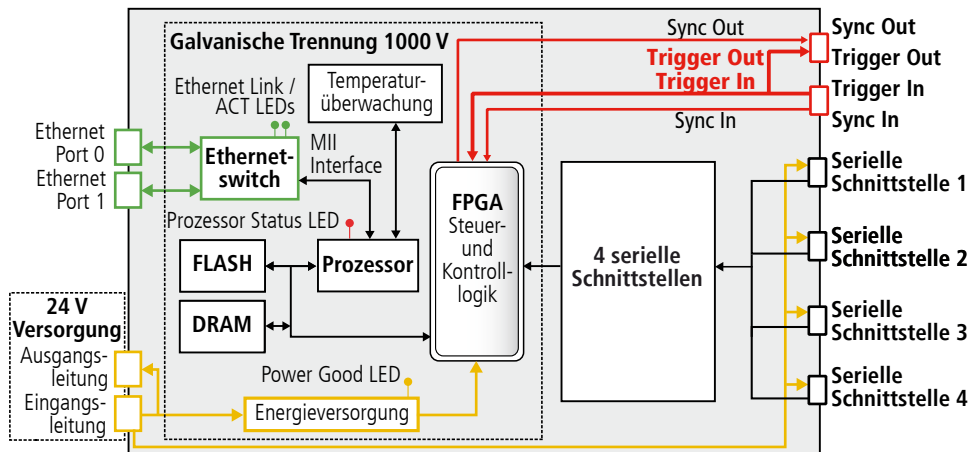 Galvanische Trennung 1000 V
Sync Out
Sync Out
Trigger Out
Trigger In
Trigger Out
Trigger In
Sync In
Sync In
Ethernet Link /
ACT LEDs
Temperatur-
überwachung
Ethernet
Port 0
Ethernet
Port 1
Ethernet-
switch
MII
Interface
Prozessor Status LED
FLASH
Prozessor
DRAM
FPGA
Steuer-
und
Kontroll-
logik
4 serielle
Schnittstellen
Serielle
Schnittstelle 1
Serielle
Schnittstelle 2
Serielle
Schnittstelle 3
Serielle
Schnittstelle 4
24 V
Versorgung
Ausgangs-
leitung
Eingangs-
leitung
Power Good LED
Energieversorgung